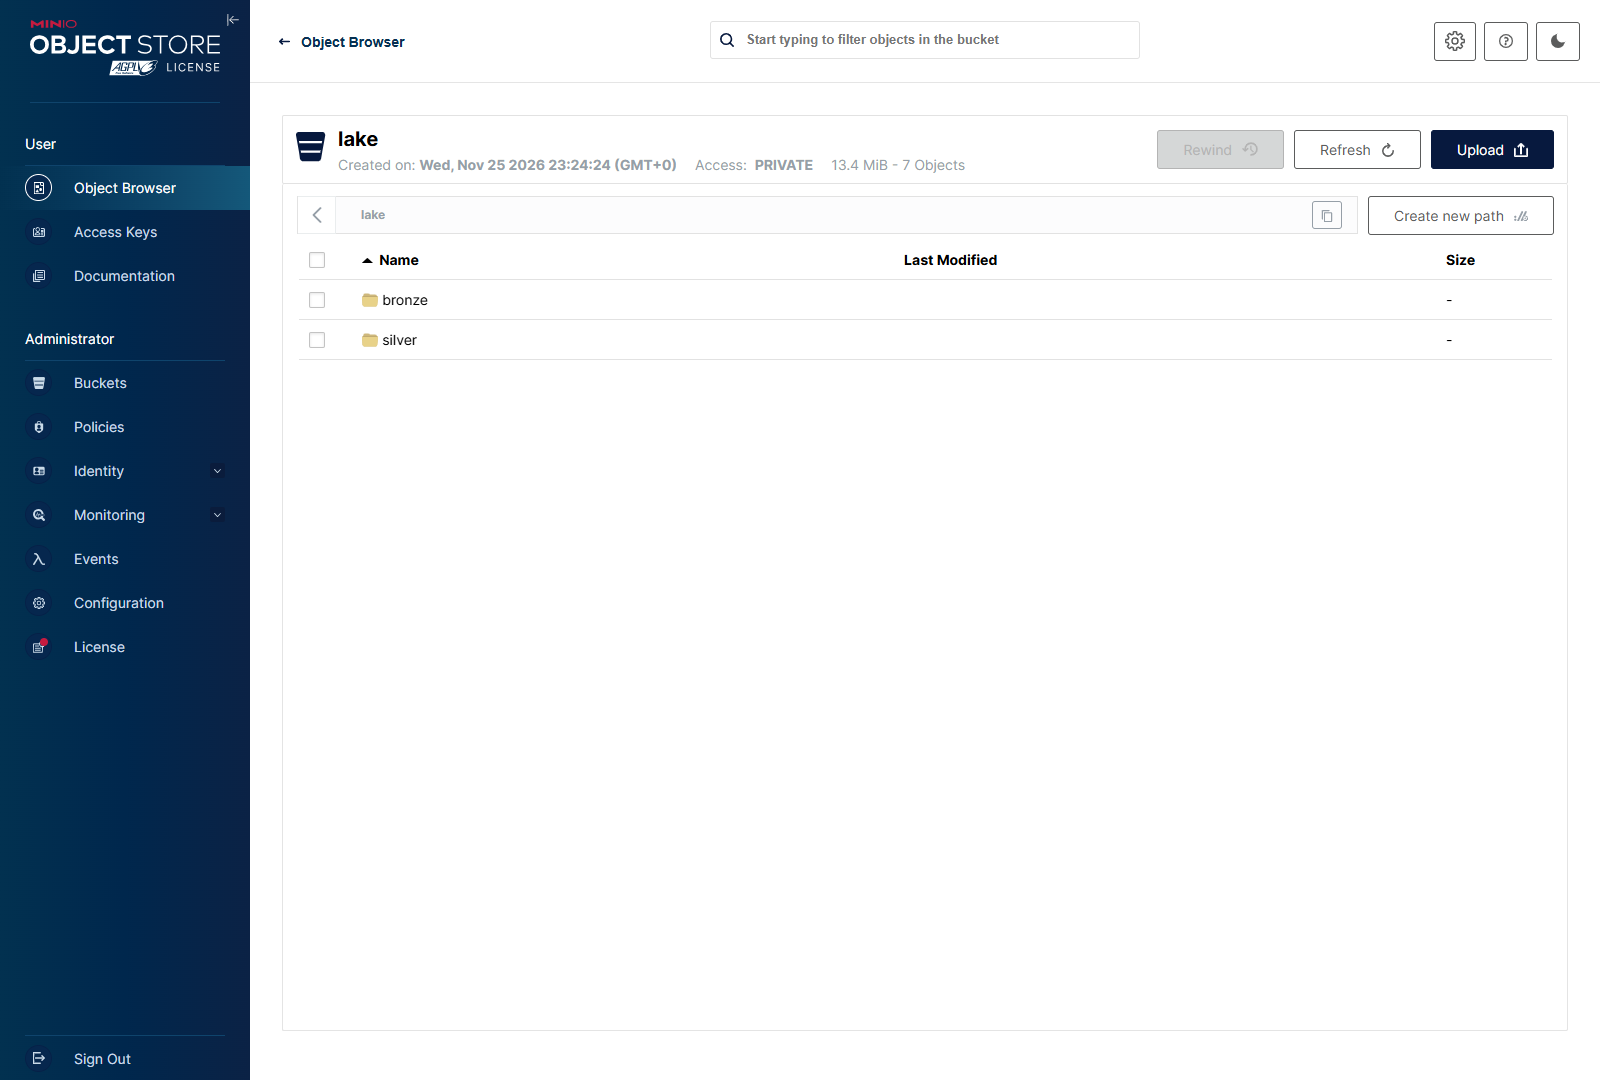 MINIO
OBJECT STORE
AGPLv3 LICENSE
User
Object Browser
Access Keys
Documentation
Administrator
Buckets
Policies
Identity
Monitoring
Events
Configuration
License
Sign Out
← Object Browser
Start typing to filter objects in the bucket
lake
Created on: Wed, Nov 25 2026 23:24:24 (GMT+0) Access: PRIVATE 13.4 MiB - 7 Objects
Rewind
Refresh
Upload
lake
Create new path
Name Last Modified Size
bronze -
silver -